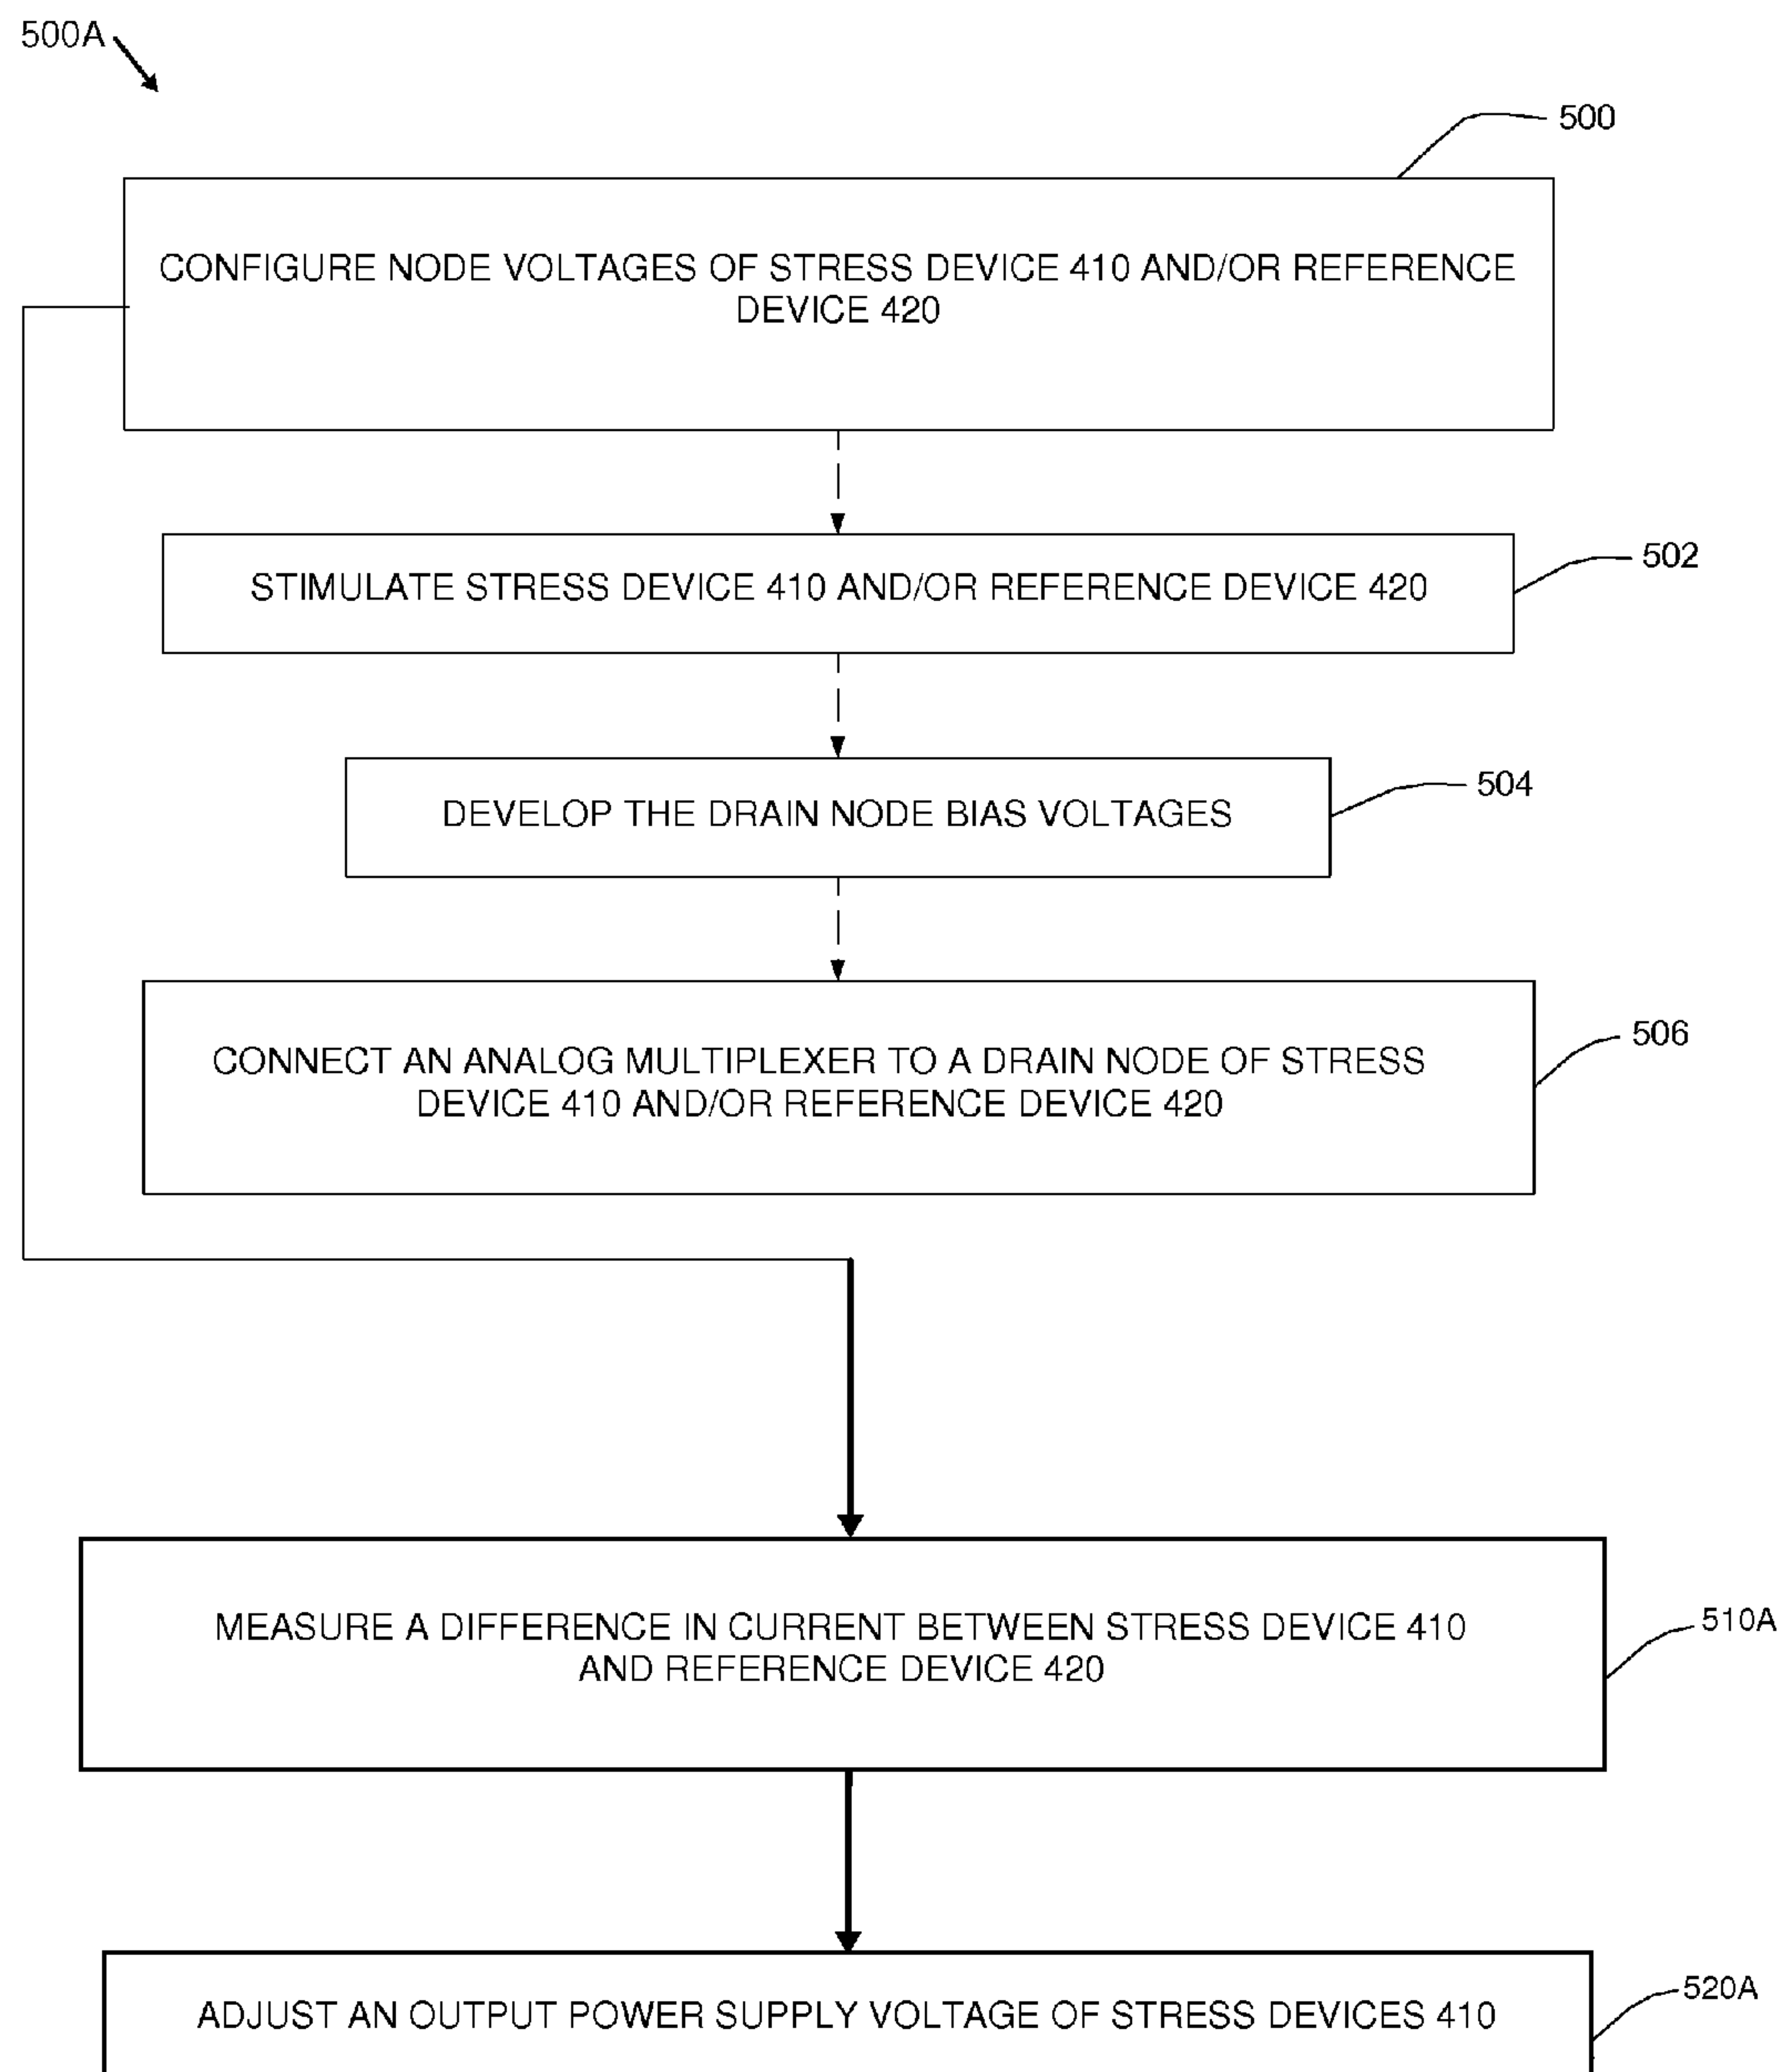 500A
500
CONFIGURE NODE VOLTAGES OF STRESS DEVICE 410 AND/OR REFERENCE
DEVICE 420
502
STIMULATE STRESS DEVICE 410 AND/OR REFERENCE DEVICE 420
504
DEVELOP THE DRAIN NODE BIAS VOLTAGES
506
CONNECT AN ANALOG MULTIPLEXER TO A DRAIN NODE OF STRESS
DEVICE 410 AND/OR REFERENCE DEVICE 420
510A
MEASURE A DIFFERENCE IN CURRENT BETWEEN STRESS DEVICE 410
AND REFERENCE DEVICE 420
520A
ADJUST AN OUTPUT POWER SUPPLY VOLTAGE OF STRESS DEVICES 410